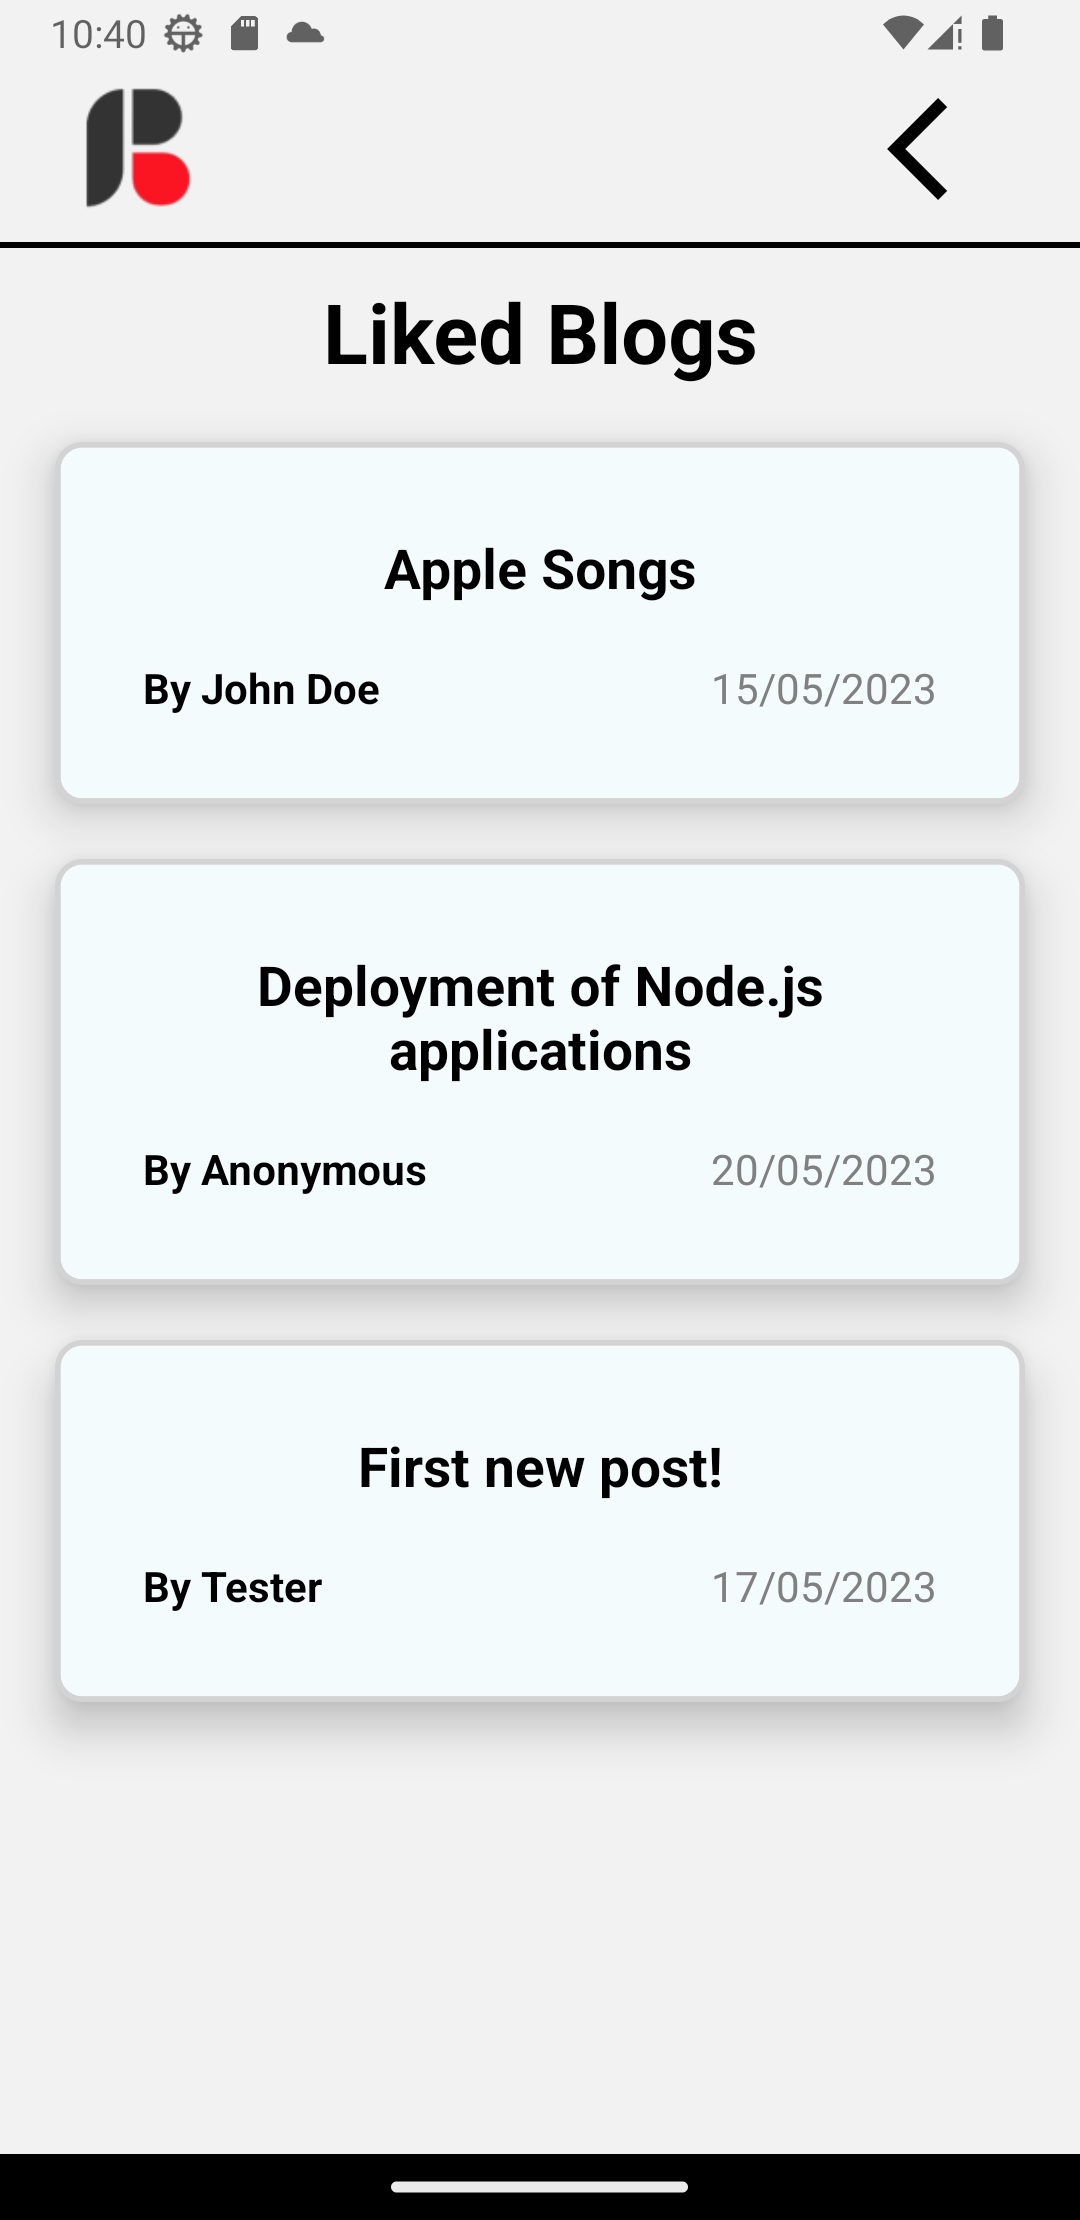 10:40
Liked Blogs
Apple Songs
By John Doe 15/05/2023
Deployment of Node.js
applications
By Anonymous 20/05/2023
First new post!
By Tester 17/05/2023